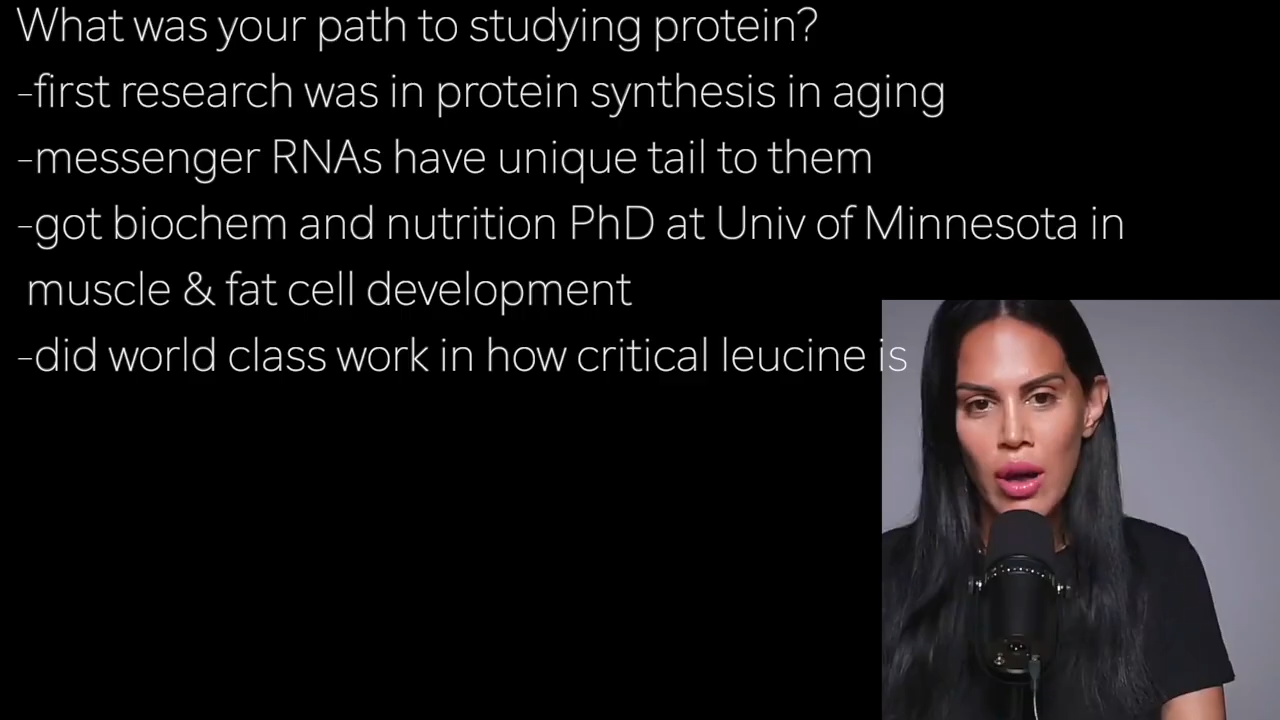 What was your path to studying protein?
-first research was in protein synthesis in aging
-messenger RNAs have unique tail to them
-got biochem and nutrition PhD at Univ of Minnesota in
muscle & fat cell development
-did world class work in how critical leucine is